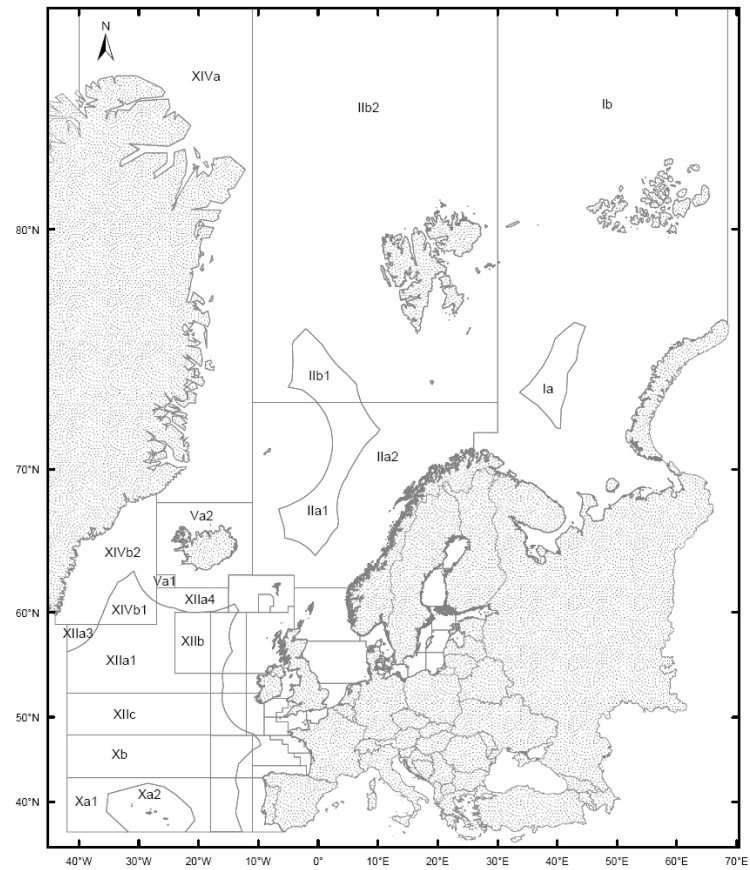 N
XIVa
IIb2
Ib
80°N
IIb1
Ia
IIa2
70°N
IIa1
Va2
XIVb2
Va1
XIIa4
XIVb1
60°N
XIIa3
XIIb
XIIa1
50°N
XIIc
Xb
Xa1
Xa2
40°N
40°W
30°W
20°W
10°W
0°
10°E
20°E
30°E
40°E
50°E
60°E
70°E